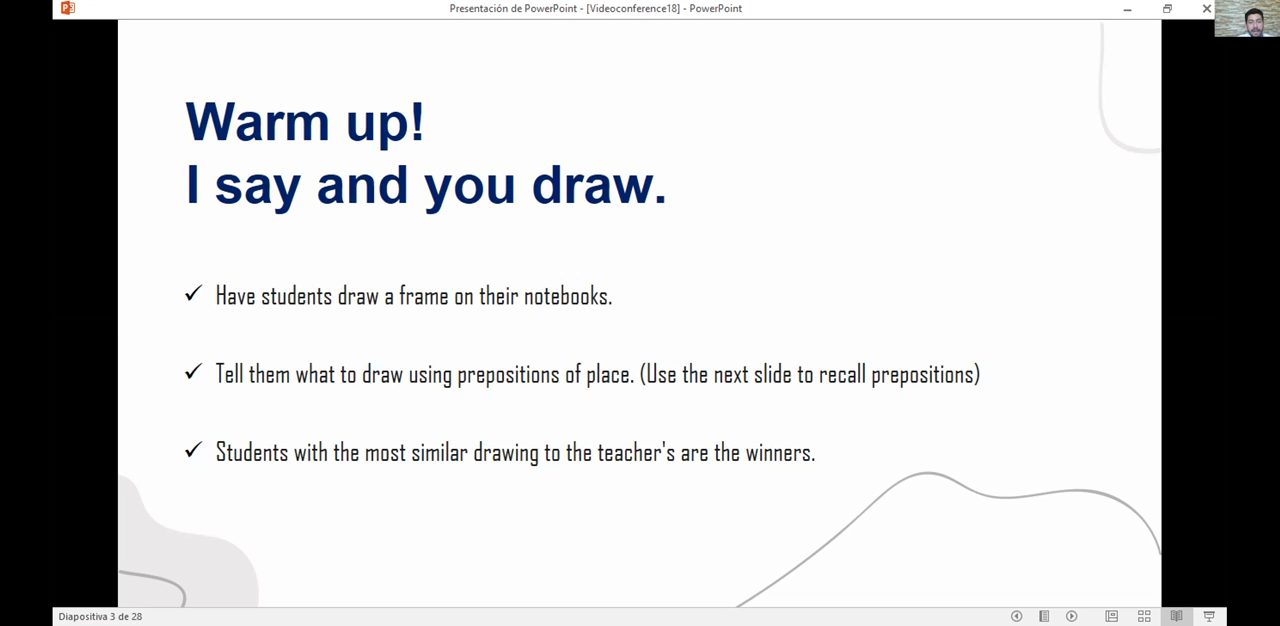 Presentación de PowerPoint - [Videoconference18] - PowerPoint
Warm up!
I say and you draw.
✓ Have students draw a frame on their notebooks.
✓ Tell them what to draw using prepositions of place. (Use the next slide to recall prepositions)
✓ Students with the most similar drawing to the teacher's are the winners.
Diapositiva 3 de 28